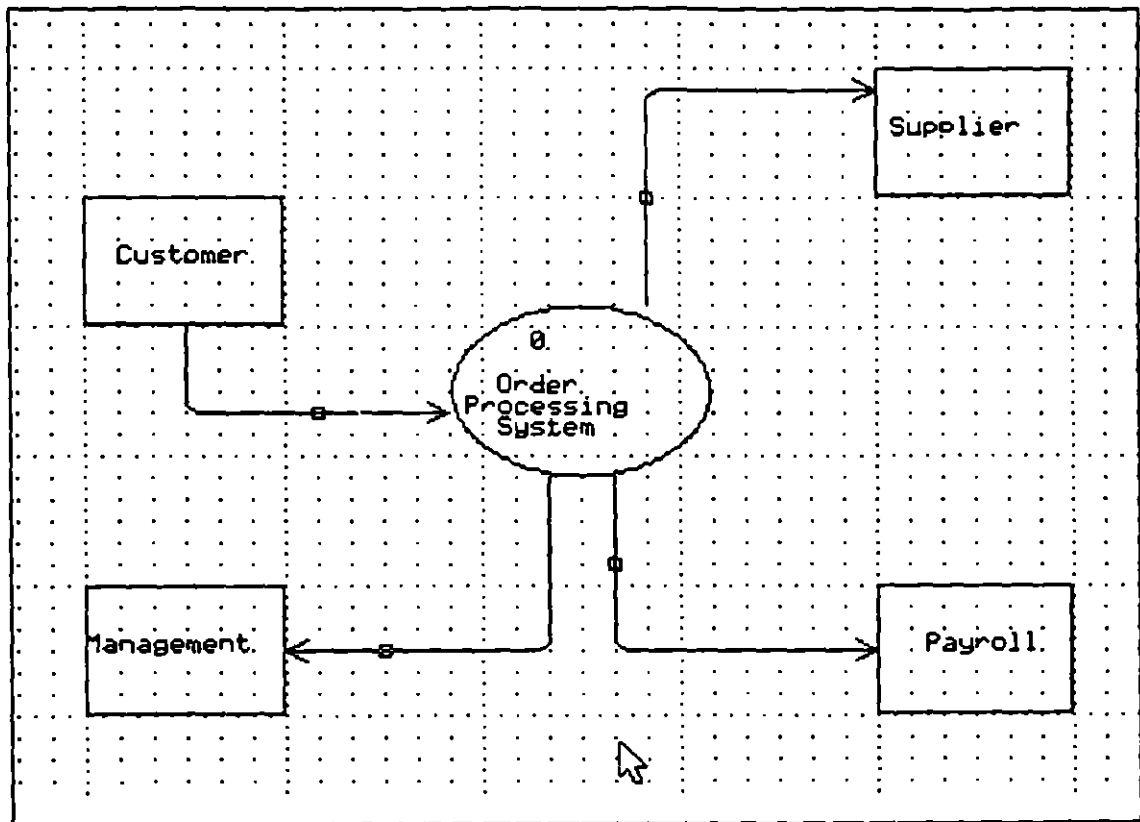 Supplier
Customer
0
Order
Processing
System
Management
Payroll